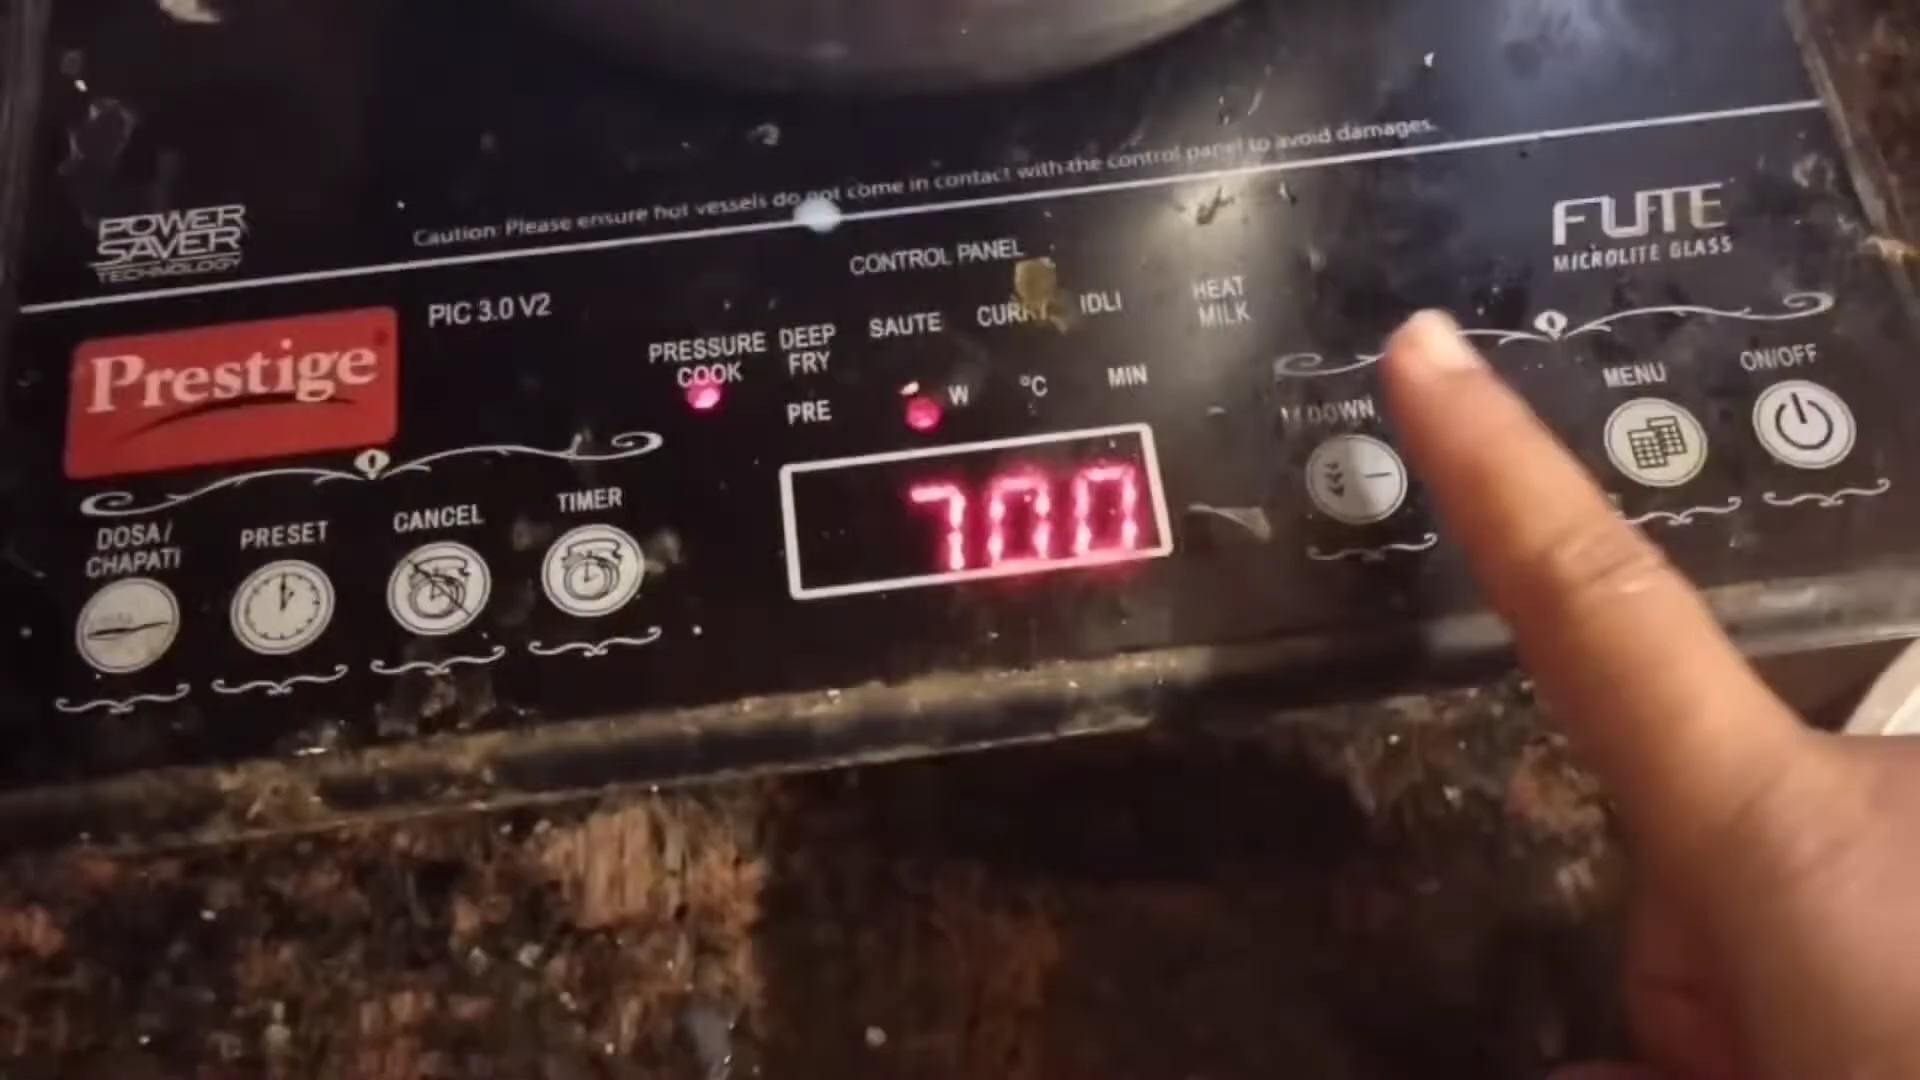 Caution: Please ensure hot vessels do not come in contact with the control panel to avoid damages.
POWER
SAVER
TECHNOLOGY
FUTE
MICROLITE GLASS
CONTROL PANEL
Prestige
PIC 3.0 V2
PRESSURE
COOK
DEEP
FRY
SAUTE
CURRY
IDLI
HEAT
MILK
PRE
W
°C
MIN
700
DOWN
MENU
ON/OFF
DOSA/
CHAPATI
PRESET
CANCEL
TIMER